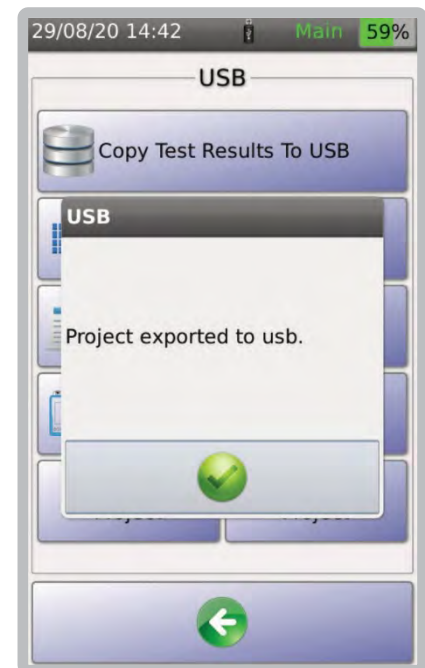 29/08/20 14:42 Main 59%
USB
Copy Test Results To USB
USB
Project exported to usb.